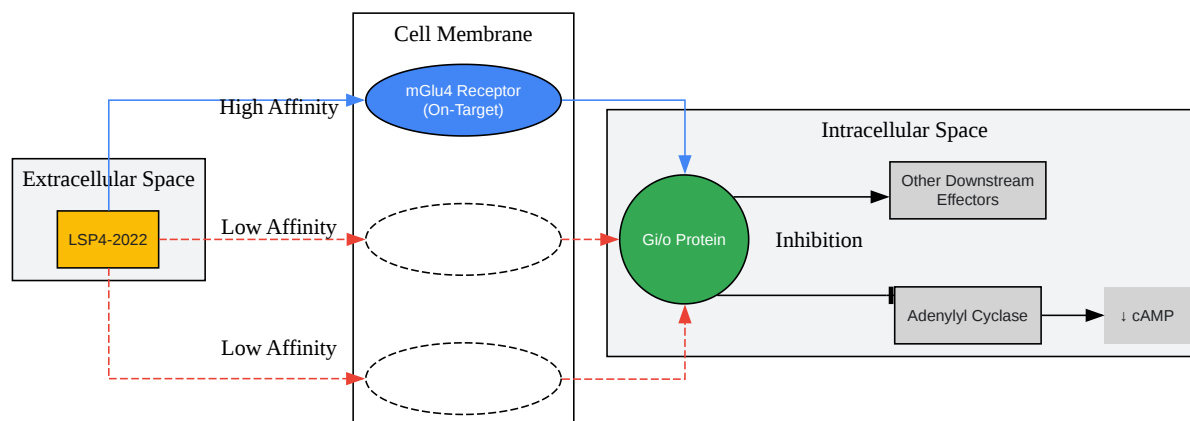 Cell Membrane
mGlu4 Receptor
(On-Target)
High Affinity
Intracellular Space
Extracellular Space
Other Downstream
Effectors
LSP4-2022
Low Affinity
Gi/o Protein
Inhibition
Adenylyl Cyclase
↓ cAMP
Low Affinity